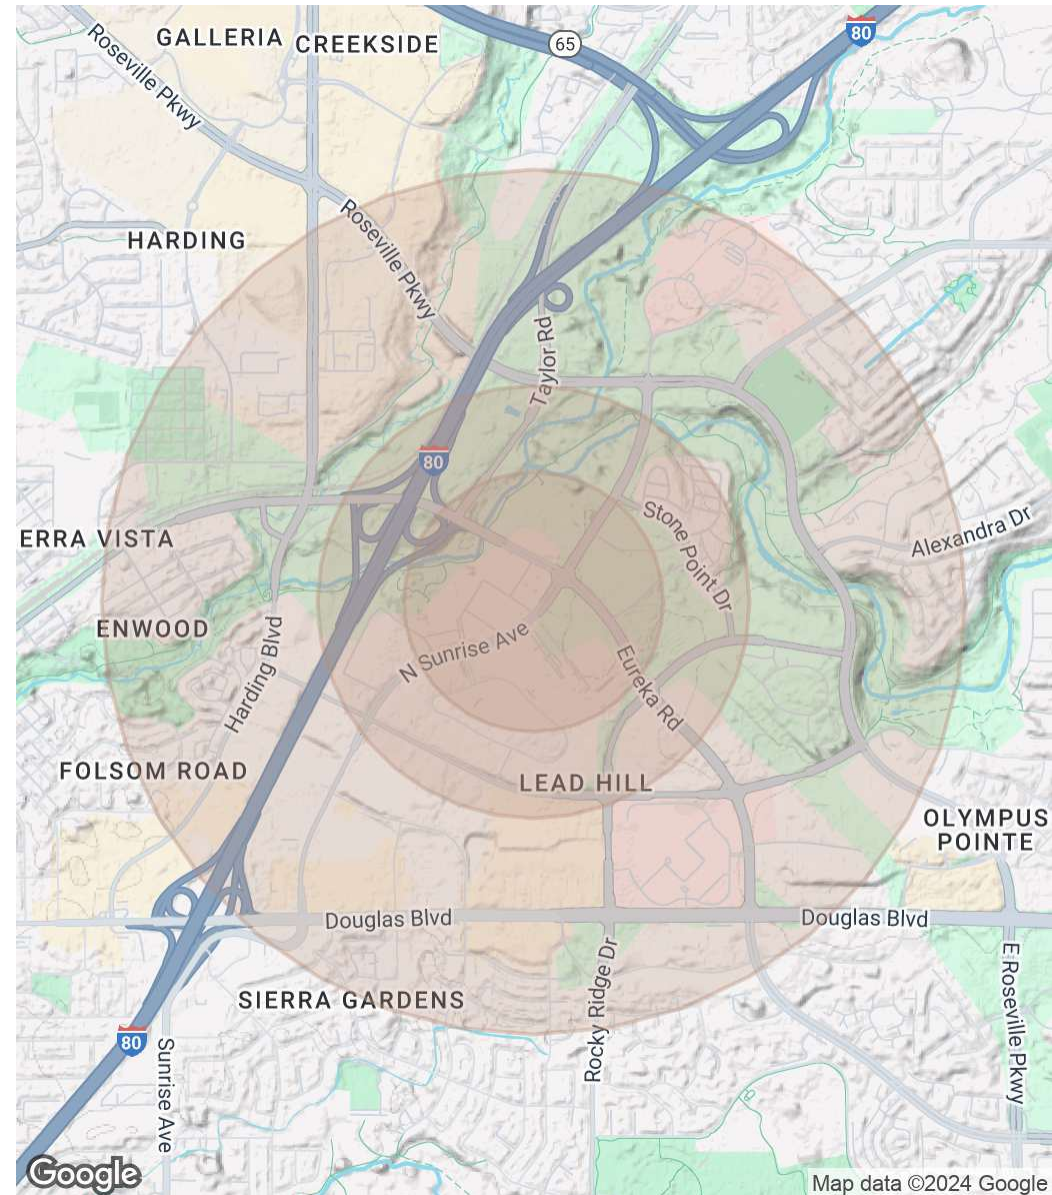 GALLERIA
CREEKSIDE
65
80
Roseville Pkwy
Roseville Pkwy
HARDING
Taylor Rd
80
Stone Point Dr
Alexandra Dr
ERRA VISTA
ENWOOD
Harding Blvd
N Sunrise Ave
Eureka Rd
FOLSOM ROAD
LEAD HILL
OLYMPUS
POINTE
Douglas Blvd
Douglas Blvd
SIERRA GARDENS
Rocky Ridge Dr
E Roseville Pkwy
80
Sunrise Ave
Google
Map data ©2024 Google